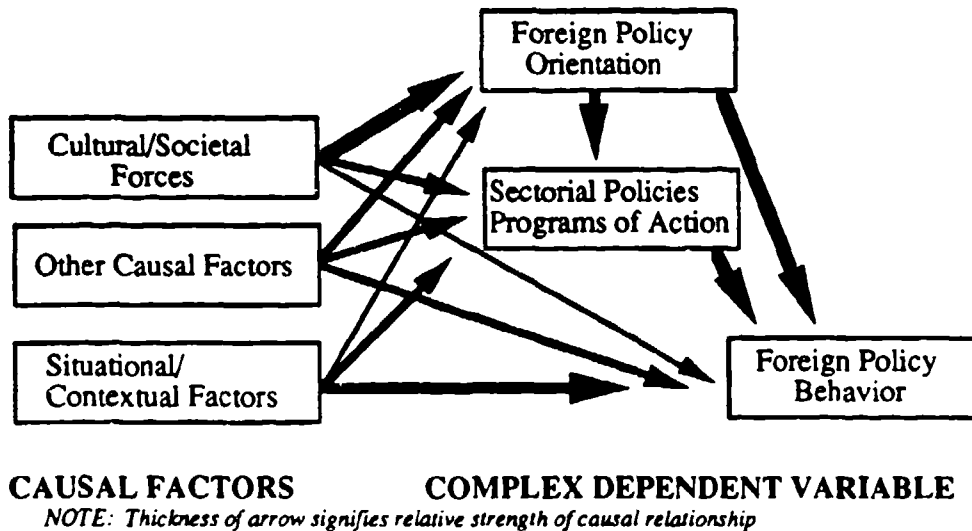 Foreign Policy
Orientation
Cultural/Societal
Forces
Sectorial Policies
Programs of Action
Other Causal Factors
Situational/
Contextual Factors
Foreign Policy
Behavior
CAUSAL FACTORS
COMPLEX DEPENDENT VARIABLE
NOTE: Thickness of arrow signifies relative strength of causal relationship